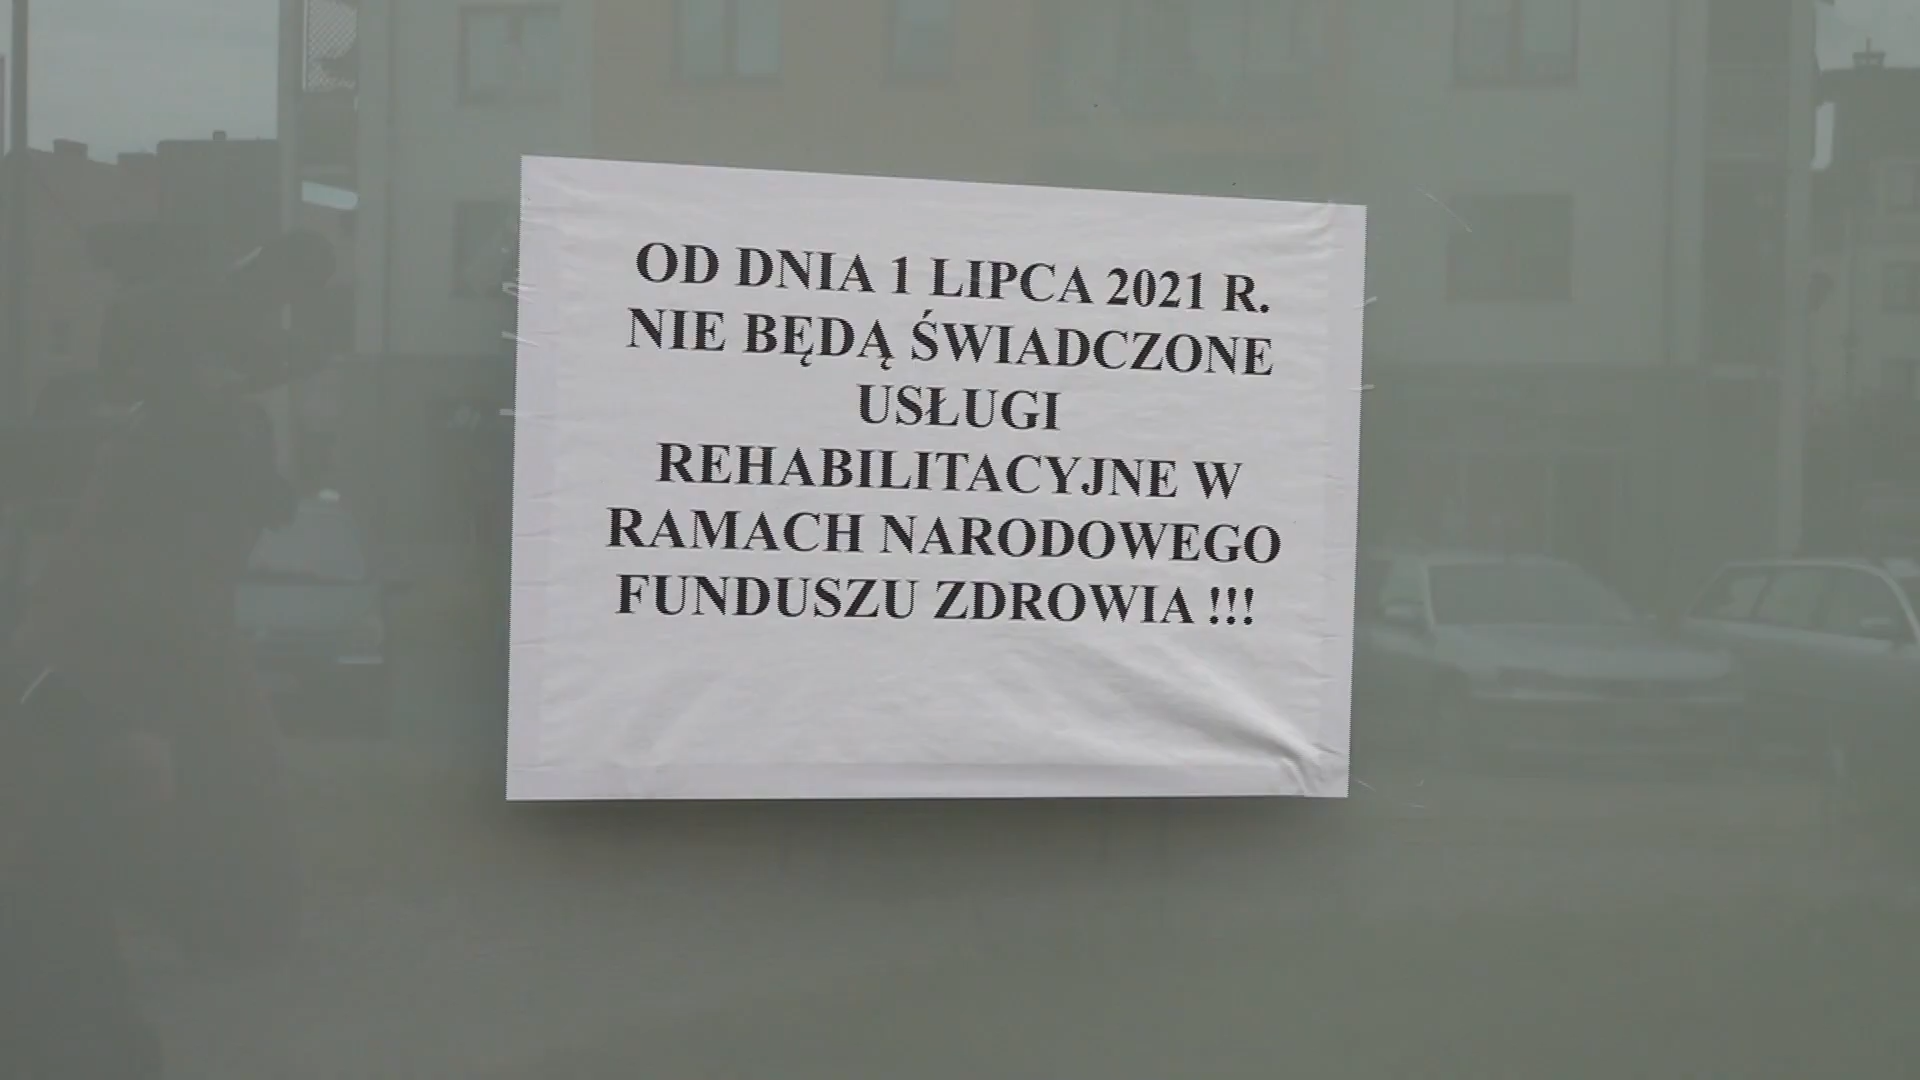 OD DNIA 1 LIPCA 2021 R.
NIE BĘDĄ ŚWIADCZONE
USŁUGI
REHABILITACYJNE W
RAMACH NARODOWEGO
FUNDUSZU ZDROWIA !!!